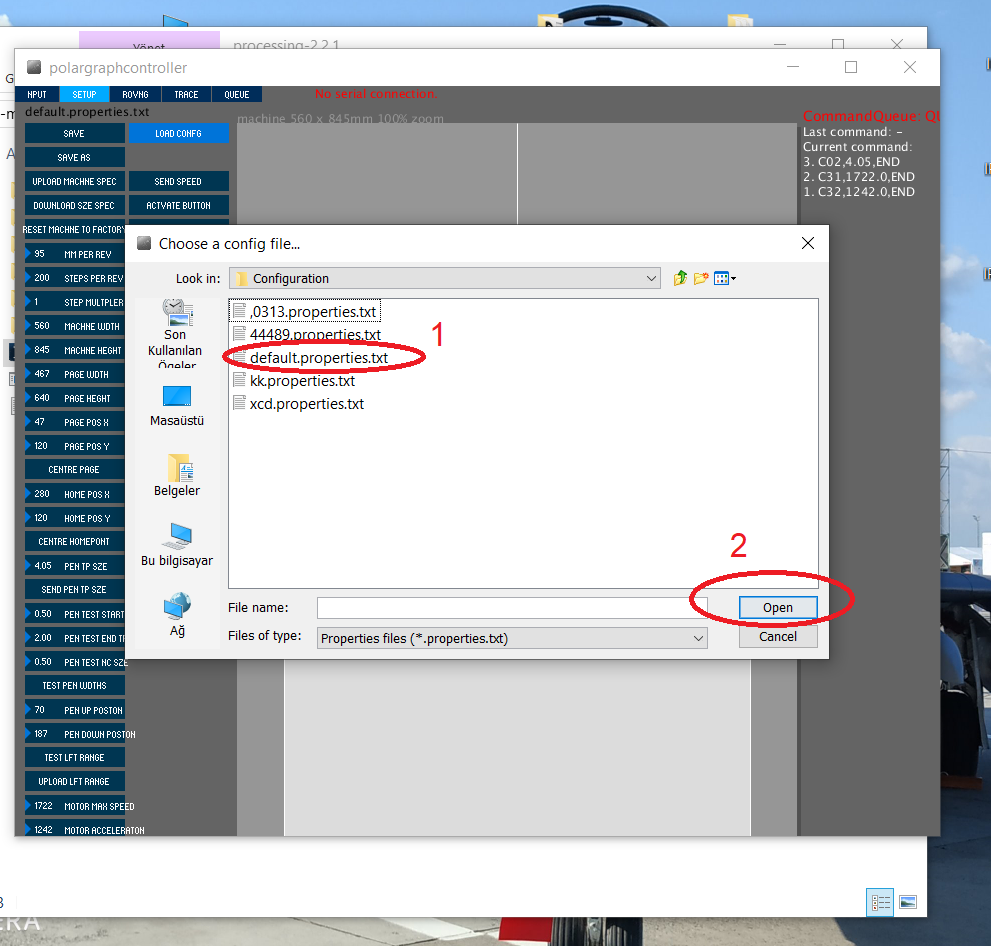 Yönet
processing-2.2.1
polargraphcontroller
INPUT SETUP ROVING TRACE QUEUE
No serial connection.
default.properties.txt
machine 560 x 845mm 100% zoom
CommandQueue: QU
Last command: -
Current command:
3. C02,4.05,END
2. C31,1722.0,END
1. C32,1242.0,END
SAVE
LOAD CONFIG
SAVE AS
UPLOAD MACHINE SPEC
SEND SPEED
DOWNLOAD SIZE SPEC
ACTIVATE BUTTON
RESET MACHINE TO FACTORY
95 MM PER REV
200 STEPS PER REV
1 STEP MULTIPLIER
560 MACHINE WIDTH
845 MACHINE HEIGHT
467 PAGE WIDTH
640 PAGE HEIGHT
47 PAGE POS X
120 PAGE POS Y
CENTRE PAGE
280 HOME POS X
120 HOME POS Y
CENTRE HOMEPOINT
4.05 PEN TIP SIZE
SEND PEN TIP SIZE
0.50 PEN TEST START
2.00 PEN TEST END TI
0.50 PEN TEST INC SIZE
TEST PEN WIDTHS
70 PEN UP POSITION
187 PEN DOWN POSITION
TEST LIFT RANGE
UPLOAD LIFT RANGE
1722 MOTOR MAX SPEED
1242 MOTOR ACCELERATION
Choose a config file...
Look in: Configuration
Son
Kullanılan
Ögeler
Masaüstü
Belgeler
Bu bilgisayar
Ağ
,0313.properties.txt
44489.properties.txt
default.properties.txt
kk.properties.txt
xcd.properties.txt
1
2
File name:
Open
Files of type: Properties files (*.properties.txt)
Cancel
ERA